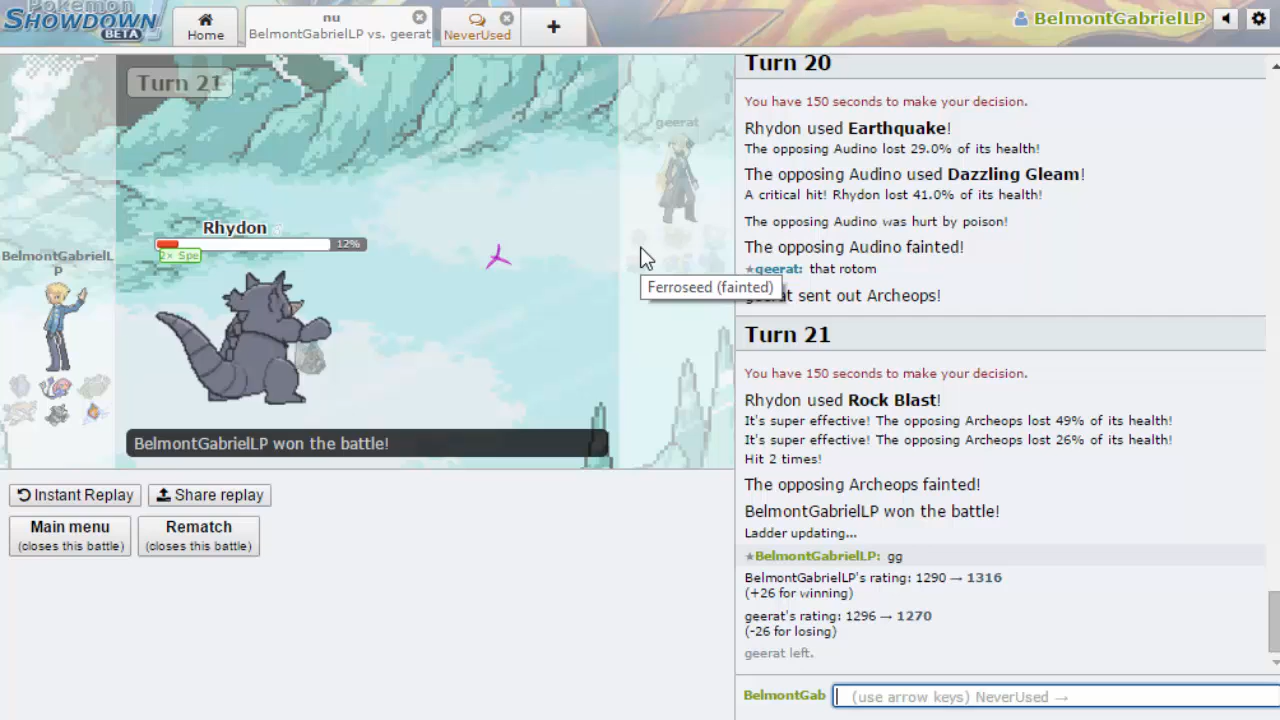 Pokémon
SHOWDOWN
BETA
Home
nu
BelmontGabrielLP vs. geerat
NeverUsed
+
BelmontGabrielLP
Turn 21
geerat
Rhydon
12%
2× Spe
BelmontGabrielL
p
Ferroseed (fainted)
BelmontGabrielLP won the battle!
Instant Replay
Share replay
Main menu
(closes this battle)
Rematch
(closes this battle)
Turn 20
You have 150 seconds to make your decision.
Rhydon used Earthquake!
The opposing Audino lost 29.0% of its health!
The opposing Audino used Dazzling Gleam!
A critical hit! Rhydon lost 41.0% of its health!
The opposing Audino was hurt by poison!
The opposing Audino fainted!
★geerat: that rotom
geerat sent out Archeops!
Turn 21
You have 150 seconds to make your decision.
Rhydon used Rock Blast!
It's super effective! The opposing Archeops lost 49% of its health!
It's super effective! The opposing Archeops lost 26% of its health!
Hit 2 times!
The opposing Archeops fainted!
BelmontGabrielLP won the battle!
Ladder updating...
★BelmontGabrielLP: gg
BelmontGabrielLP's rating: 1290 → 1316
(+26 for winning)
geerat's rating: 1296 → 1270
(-26 for losing)
geerat left.
BelmontGab
(use arrow keys) NeverUsed →